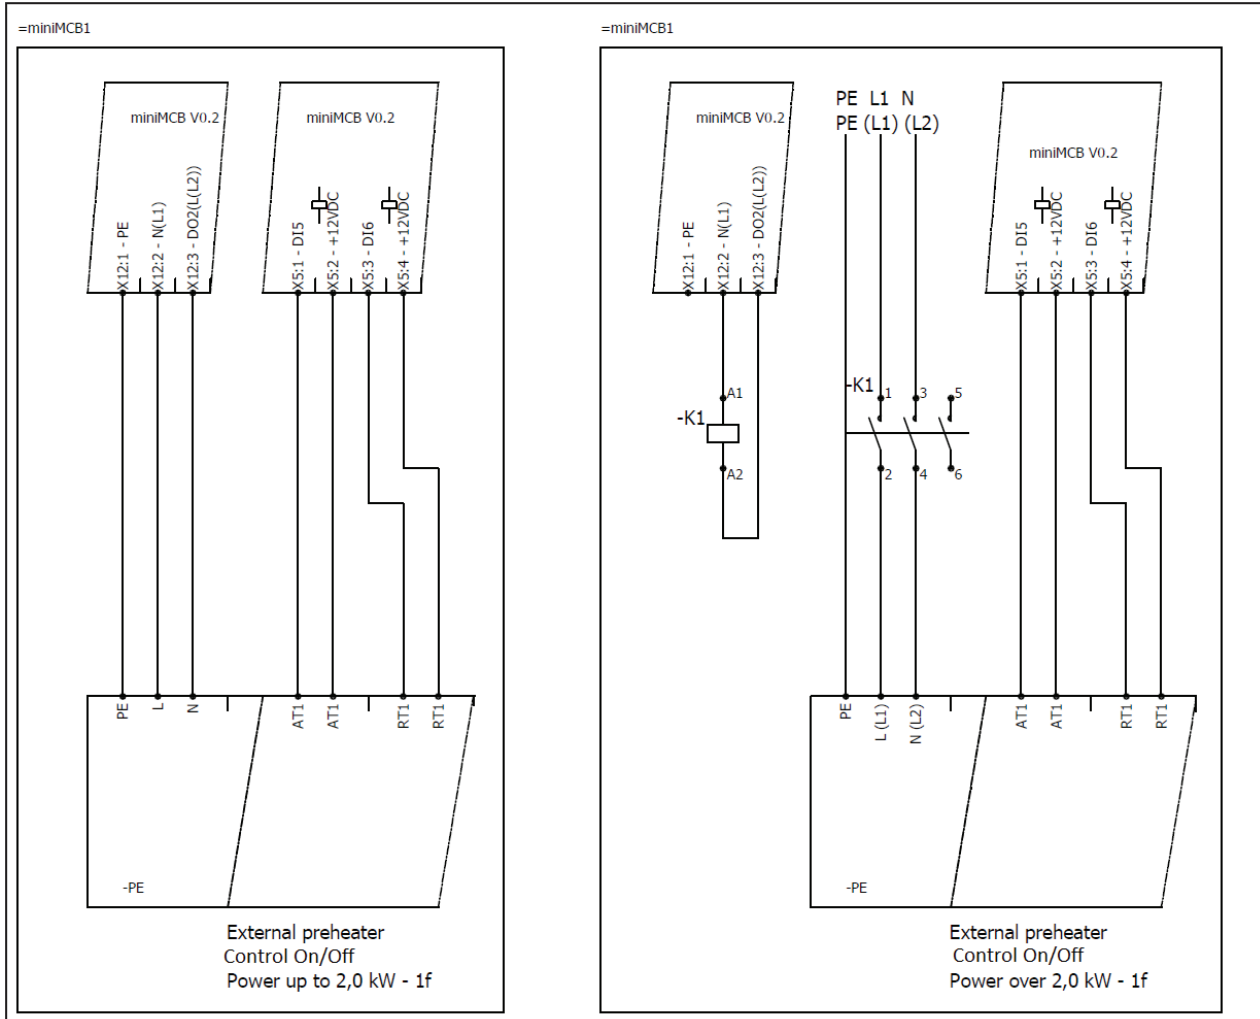 =miniMCB1
miniMCB V0.2
miniMCB V0.2
X12:1 - PE
X12:2 - N(L1)
X12:3 - DO2(L(L2))
X5:1 - DI5
X5:2 - +12VDC
X5:3 - DI6
X5:4 - +12VDC
PE
L
N
AT1
AT1
RT1
RT1
-PE
External preheater
Control On/Off
Power up to 2,0 kW - 1f
=miniMCB1
miniMCB V0.2
X12:1 - PE
X12:2 - N(L1)
X12:3 - DO2(L(L2))
PE L1 N
PE (L1) (L2)
miniMCB V0.2
X5:1 - DI5
X5:2 - +12VDC
X5:3 - DI6
X5:4 - +12VDC
A1
-K1
A2
-K1
1
3
5
2
4
6
PE
L (L1)
N (L2)
AT1
AT1
RT1
RT1
-PE
External preheater
Control On/Off
Power over 2,0 kW - 1f